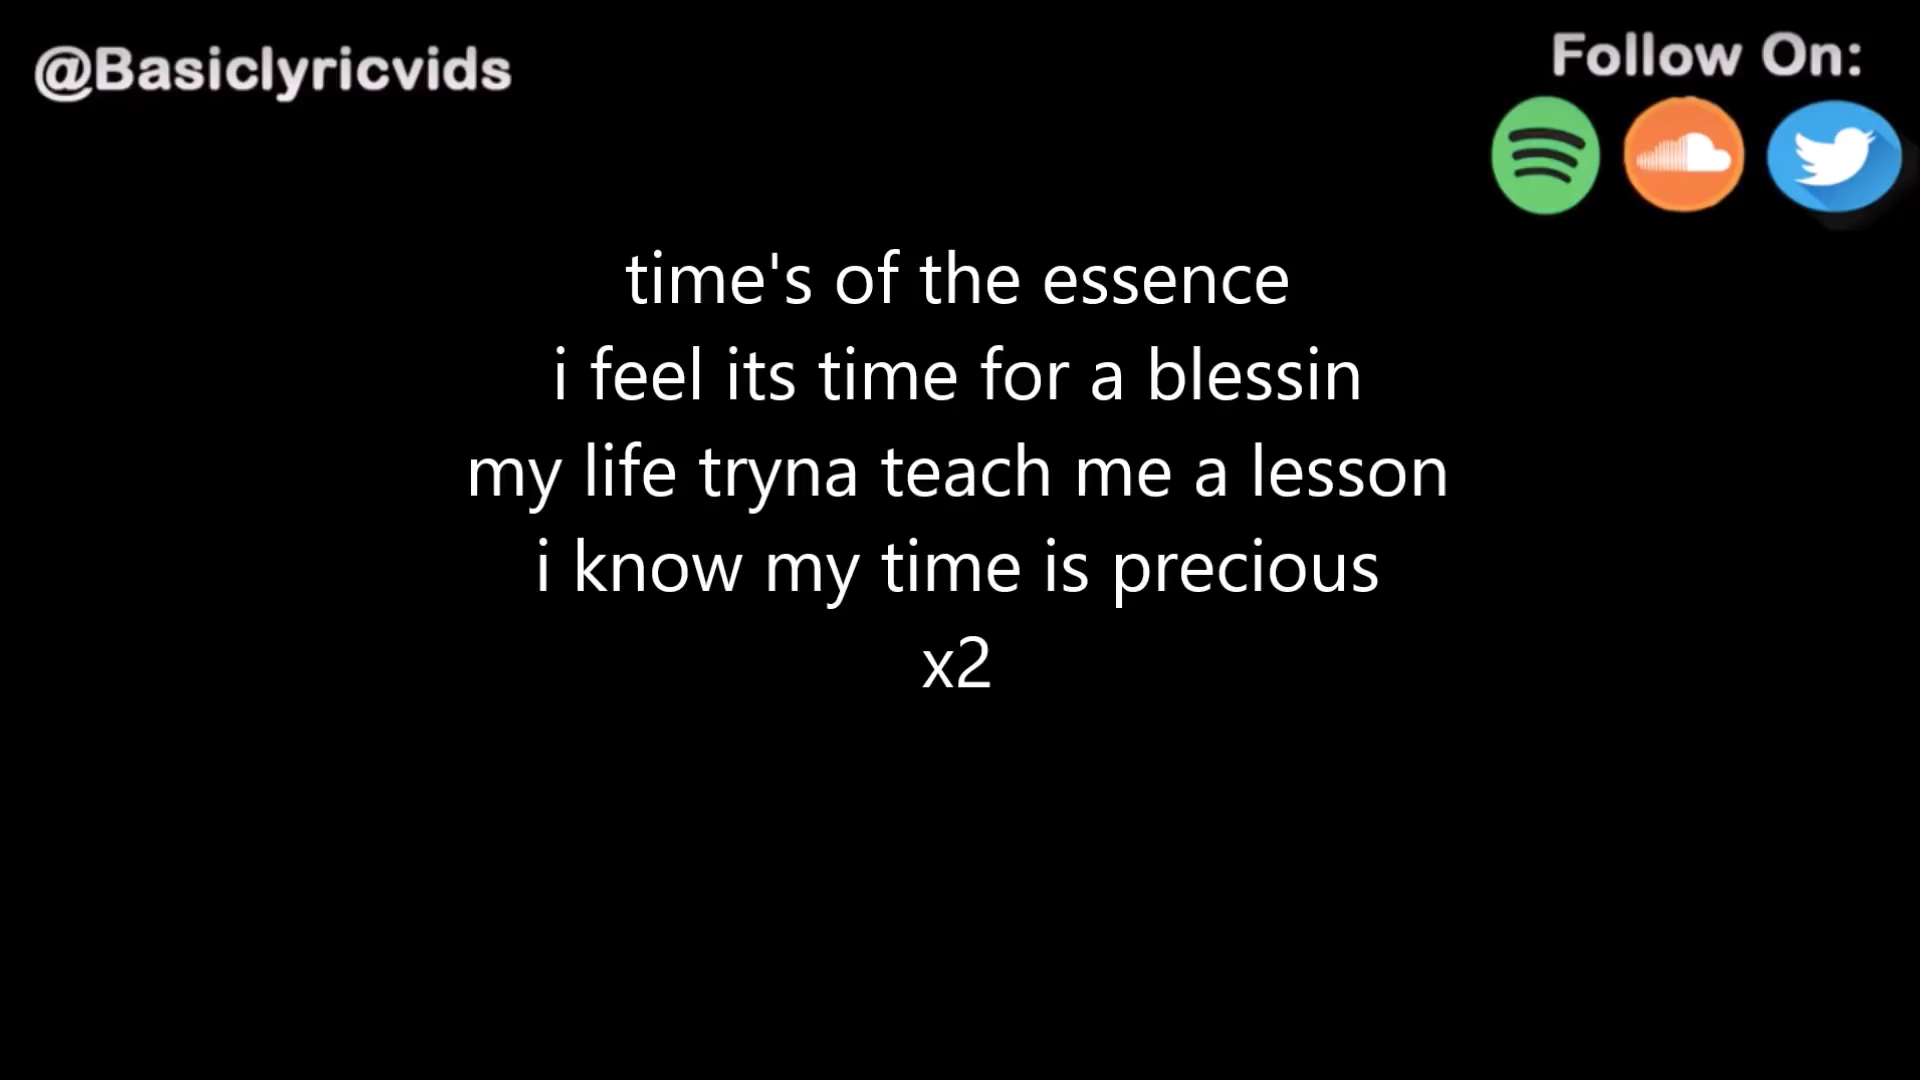 @Basiclyricvids
Follow On:
time's of the essence
i feel its time for a blessin
my life tryna teach me a lesson
i know my time is precious
x2